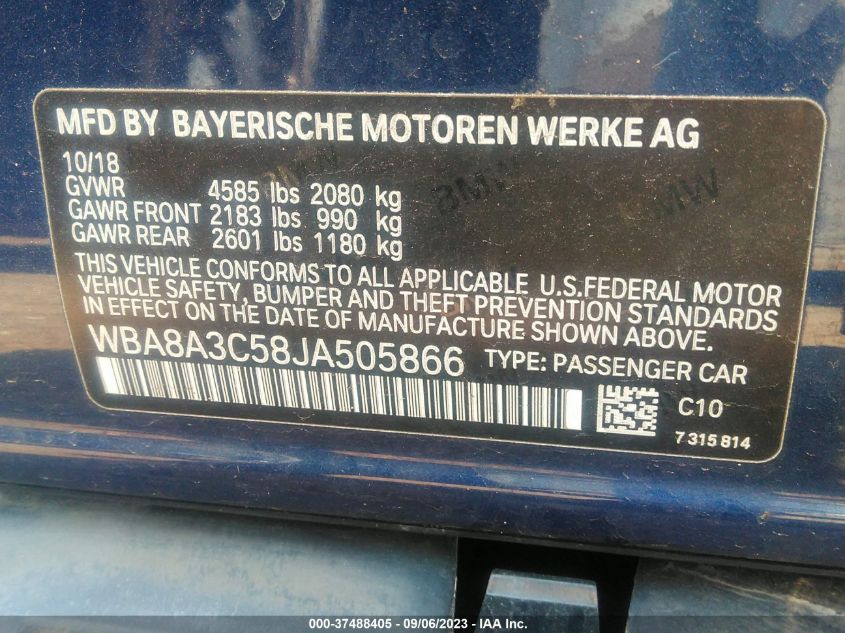 MFD BY BAYERISCHE MOTOREN WERKE AG
10/18
GVWR 4585 lbs 2080 kg
GAWR FRONT 2183 lbs 990 kg
GAWR REAR 2601 lbs 1180 kg
THIS VEHICLE CONFORMS TO ALL APPLICABLE U.S.FEDERAL MOTOR
VEHICLE SAFETY, BUMPER AND THEFT PREVENTION STANDARDS
IN EFFECT ON THE DATE OF MANUFACTURE SHOWN ABOVE.
WBA8A3C58JA505866 TYPE: PASSENGER CAR
C10
7 315 814
000-37488405 - 09/06/2023 - IAA Inc.